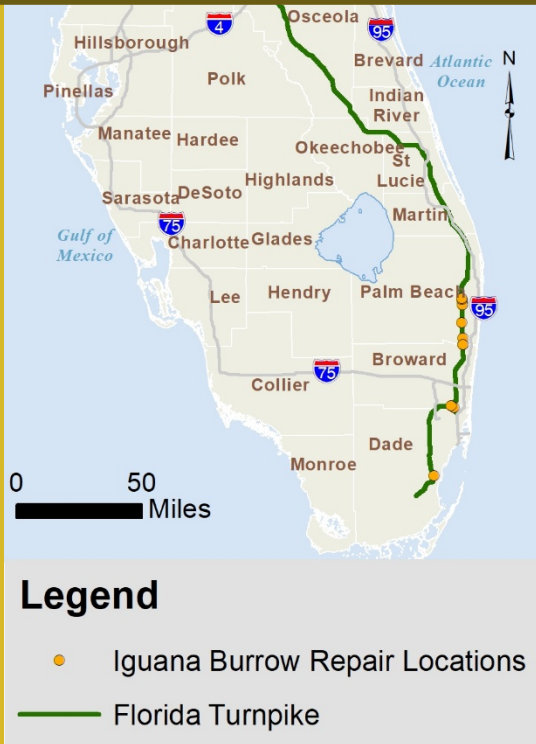 Osceola
4
95
Hillsborough
Brevard
Atlantic
Ocean
N
Polk
Pinellas
Indian
River
Manatee
Hardee
Okeechobee
St
Lucie
Highlands
Sarasota
DeSoto
Martin
75
Gulf of
Mexico
Charlotte
Glades
Lee
Hendry
Palm Beach
95
Broward
75
Collier
Dade
Monroe
0
50
Miles
Legend
Iguana Burrow Repair Locations
Florida Turnpike